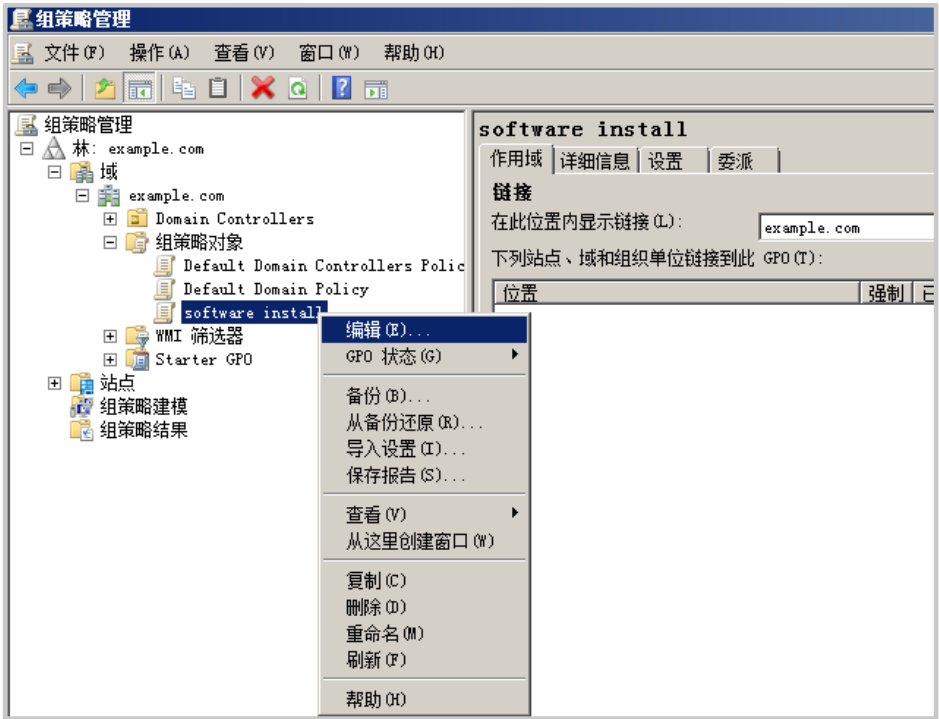 组策略管理
文件(F) 操作(A) 查看(V) 窗口(W) 帮助(H)
组策略管理
林: example.com
域
example.com
Domain Controllers
组策略对象
Default Domain Controllers Polic
Default Domain Policy
software install
WMI 筛选器
Starter GPO
站点
组策略建模
组策略结果
software install
作用域 详细信息 设置 委派
链接
在此位置内显示链接(L): example.com
下列站点、域和组织单位链接到此 GPO(T):
位置 强制
编辑(E)...
GPO 状态(G)
备份(B)...
从备份还原(R)...
导入设置(I)...
保存报告(S)...
查看(V)
从这里创建窗口(W)
复制(C)
删除(D)
重命名(M)
刷新(F)
帮助(H)